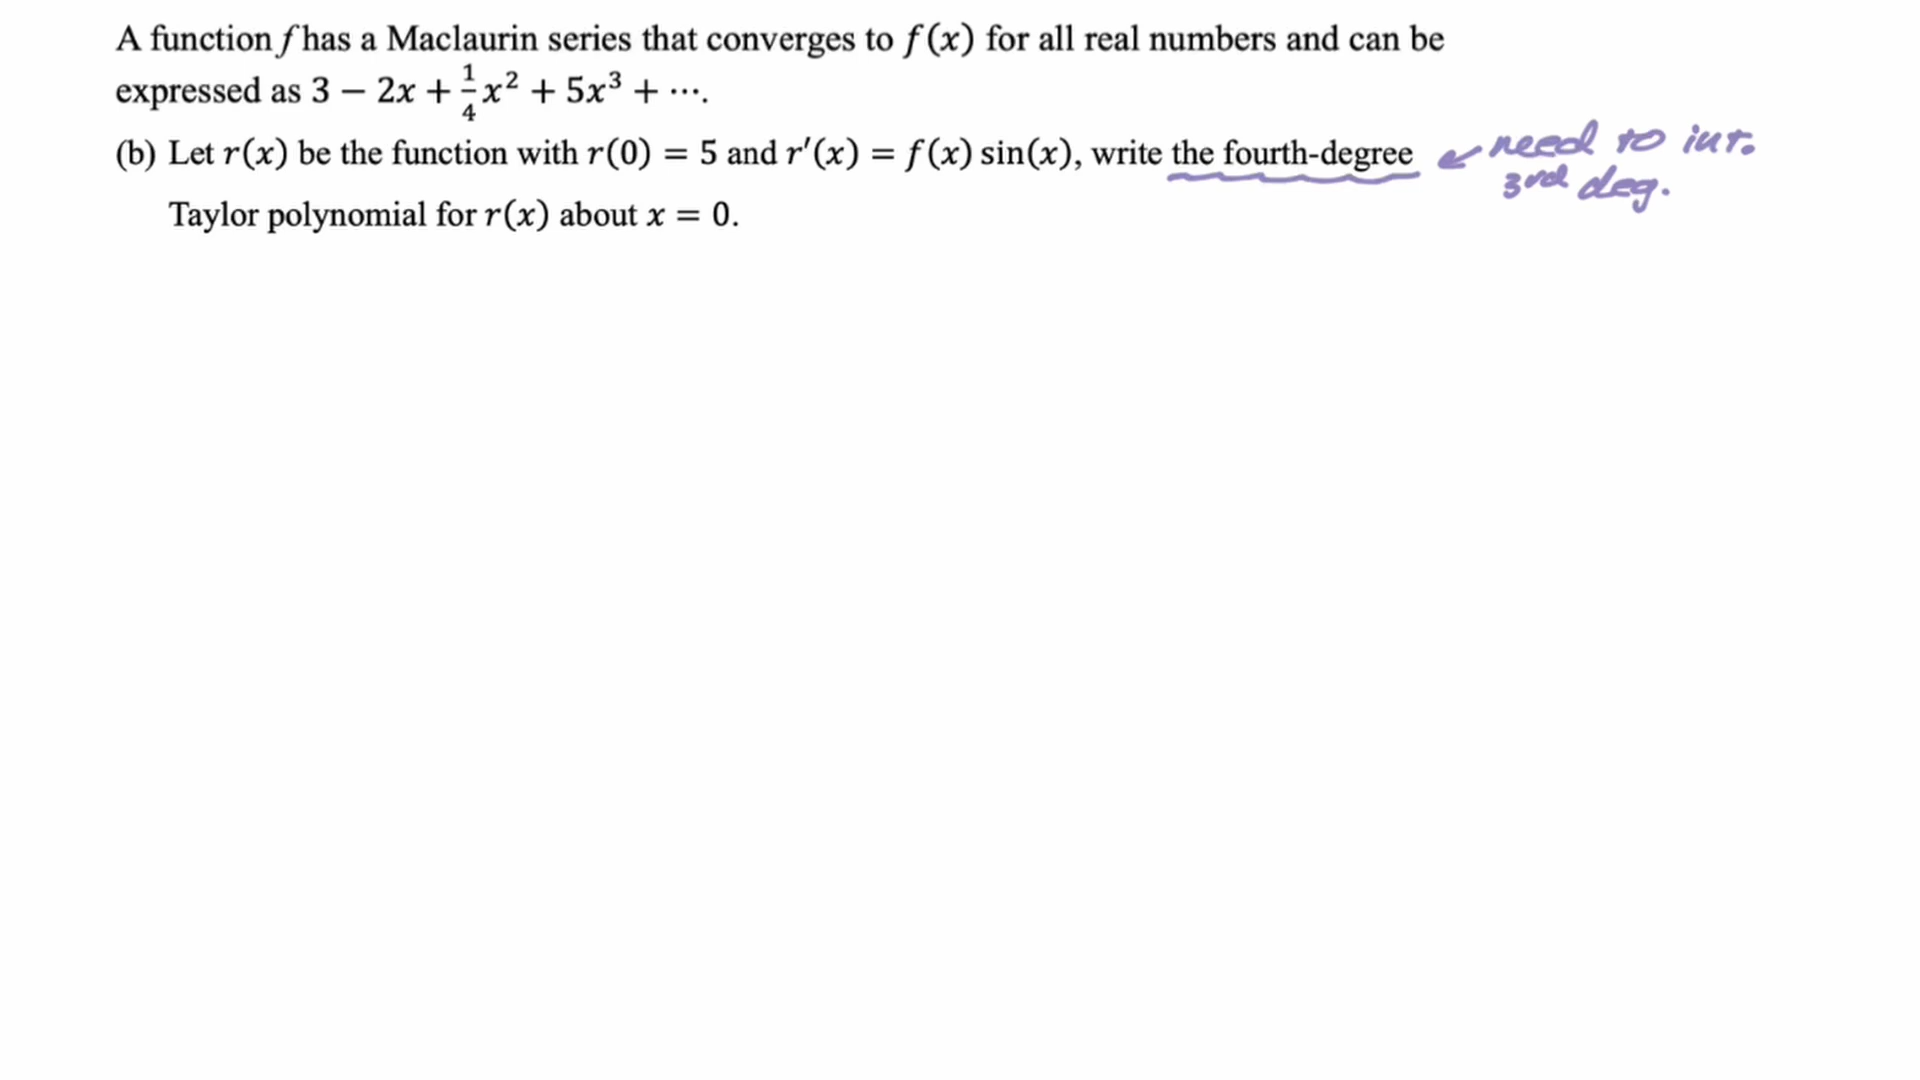 A function f has a Maclaurin series that converges to f(x) for all real numbers and can be
expressed as 3 − 2x + 1/4 x² + 5x³ + ⋯.
(b) Let r(x) be the function with r(0) = 5 and r′(x) = f(x) sin(x), write the fourth-degree
Taylor polynomial for r(x) about x = 0.
↙ need to int.
3rd deg.